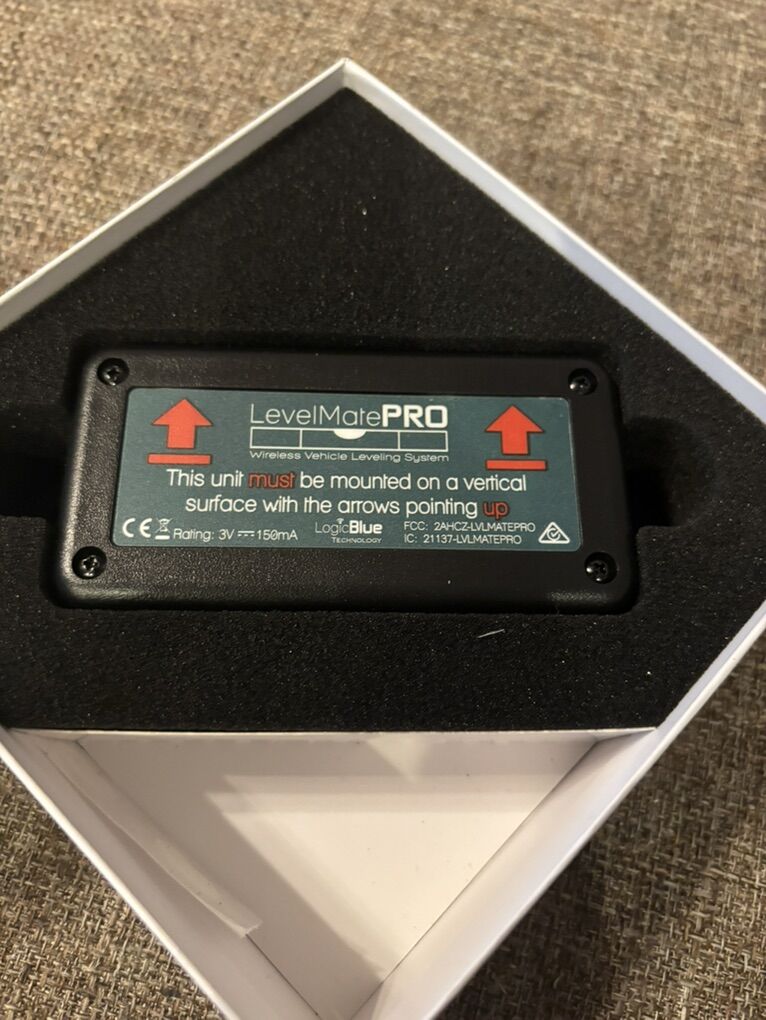 LevelMatePRO
Wireless Vehicle Leveling System
This unit must be mounted on a vertical
surface with the arrows pointing up
CE Rating: 3V 150mA
LogicBlue
TECHNOLOGY
FCC: 2AHCZ-LVLMATEPRO
IC: 21137-LVLMATEPRO